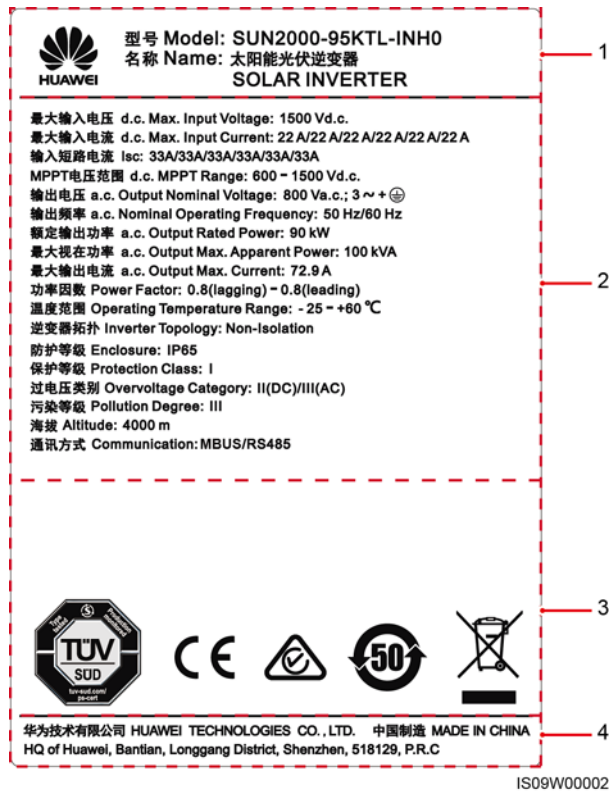 HUAWEI
型号 Model: SUN2000-95KTL-INH0
名称 Name: 太阳能光伏逆变器
SOLAR INVERTER
1
最大输入电压 d.c. Max. Input Voltage: 1500 Vd.c.
最大输入电流 d.c. Max. Input Current: 22 A/22 A/22 A/22 A/22 A/22 A
输入短路电流 Isc: 33A/33A/33A/33A/33A/33A
MPPT电压范围 d.c. MPPT Range: 600 - 1500 Vd.c.
输出电压 a.c. Output Nominal Voltage: 800 Va.c.; 3 ~ + ⏚
输出频率 a.c. Nominal Operating Frequency: 50 Hz/60 Hz
额定输出功率 a.c. Output Rated Power: 90 kW
最大视在功率 a.c. Output Max. Apparent Power: 100 kVA
最大输出电流 a.c. Output Max. Current: 72.9 A
功率因数 Power Factor: 0.8(lagging) - 0.8(leading)
2
温度范围 Operating Temperature Range: - 25 - +60 ℃
逆变器拓扑 Inverter Topology: Non-Isolation
防护等级 Enclosure: IP65
保护等级 Protection Class: I
过电压类别 Overvoltage Category: II(DC)/III(AC)
污染等级 Pollution Degree: III
海拔 Altitude: 4000 m
通讯方式 Communication: MBUS/RS485
Type tested
Production monitored
TÜV
SÜD
tuv-sud.com/
ps-cert
CE
50
3
华为技术有限公司 HUAWEI TECHNOLOGIES CO., LTD. 中国制造 MADE IN CHINA
4
HQ of Huawei, Bantian, Longgang District, Shenzhen, 518129, P.R.C
IS09W00002